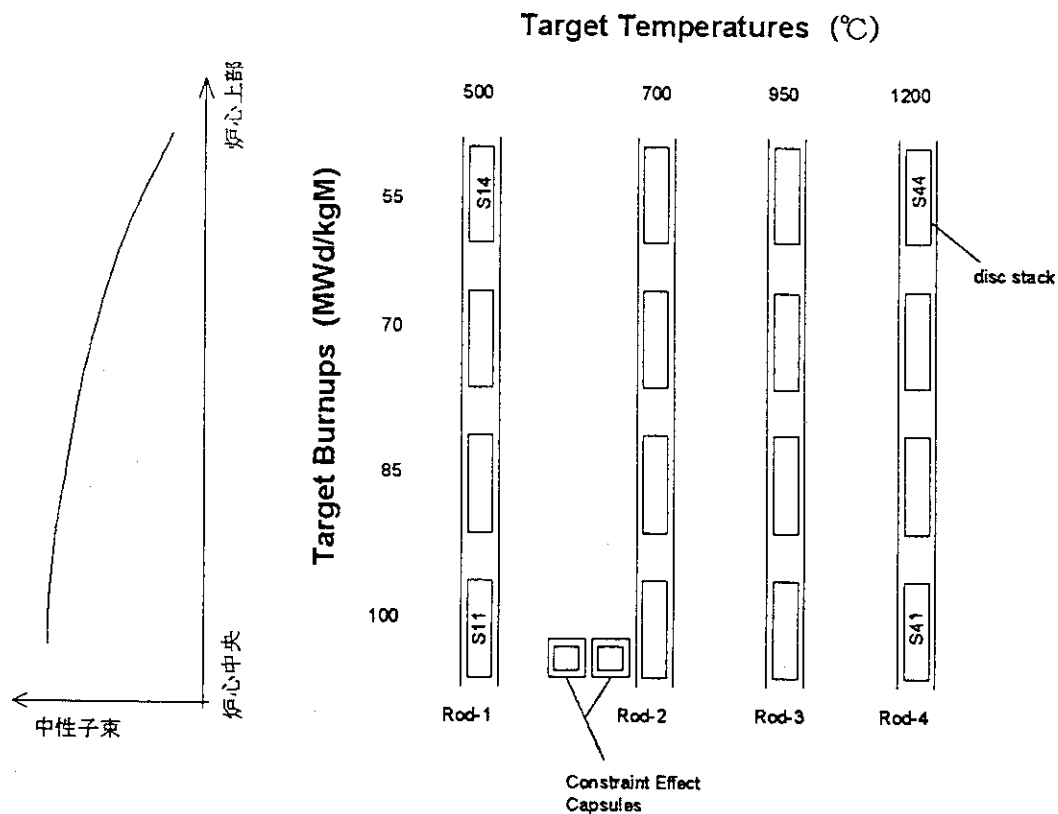 Target Temperatures (℃)
500
700
950
1200
炉心上部
Target Burnups (MWd/kgM)
55
70
85
100
S14
S44
disc stack
S11
S41
炉心中央
中性子束
Rod-1
Rod-2
Rod-3
Rod-4
Constraint Effect
Capsules